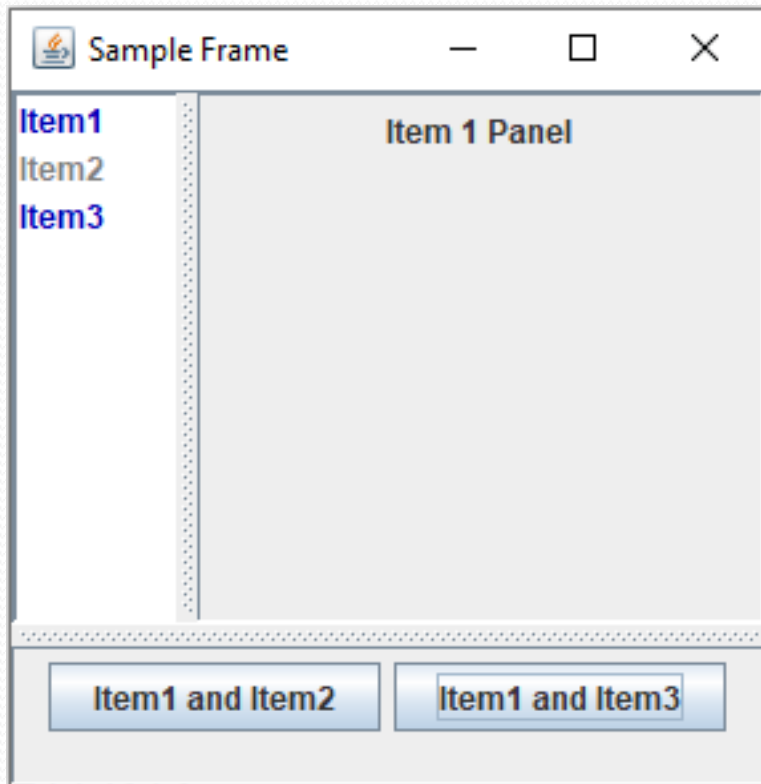 Sample Frame
Item1
Item2
Item3
Item 1 Panel
Item1 and Item2
Item1 and Item3